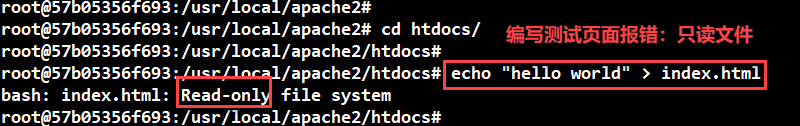 root@57b05356f693:/usr/local/apache2#
root@57b05356f693:/usr/local/apache2# cd htdocs/
编写测试页面报错：只读文件
root@57b05356f693:/usr/local/apache2/htdocs#
root@57b05356f693:/usr/local/apache2/htdocs# echo "hello world" > index.html
bash: index.html: Read-only file system
root@57b05356f693:/usr/local/apache2/htdocs#